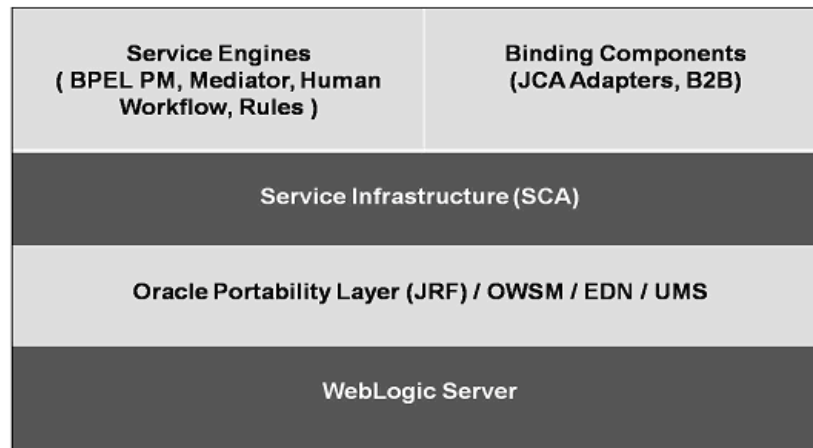 Service Engines
( BPEL PM, Mediator, Human
Workflow, Rules )
Binding Components
(JCA Adapters, B2B)
Service Infrastructure (SCA)
Oracle Portability Layer (JRF) / OWSM / EDN / UMS
WebLogic Server